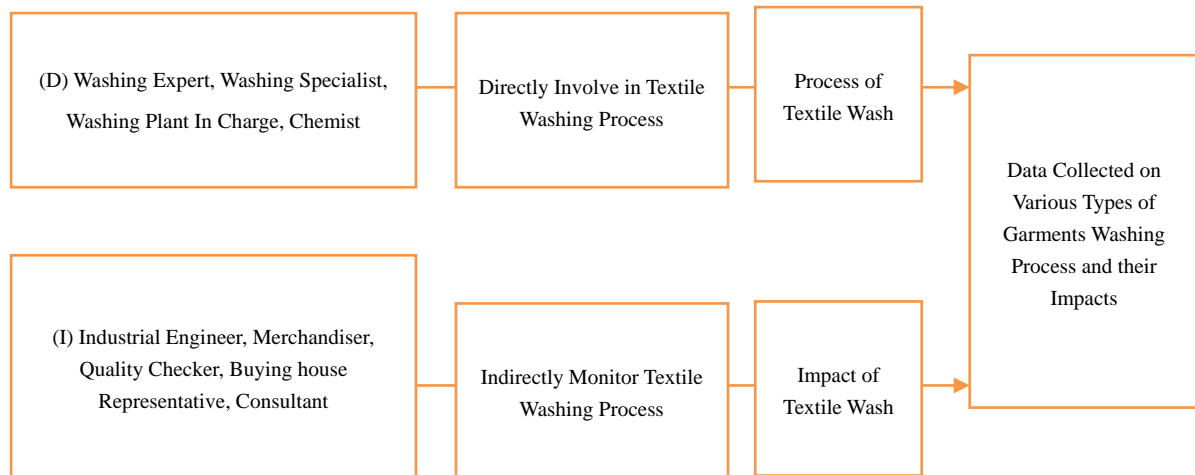 (D) Washing Expert, Washing Specialist,
Washing Plant In Charge, Chemist
Directly Involve in Textile
Washing Process
Process of
Textile Wash
Data Collected on
Various Types of
Garments Washing
Process and their
Impacts
(I) Industrial Engineer, Merchandiser,
Quality Checker, Buying house
Representative, Consultant
Indirectly Monitor Textile
Washing Process
Impact of
Textile Wash